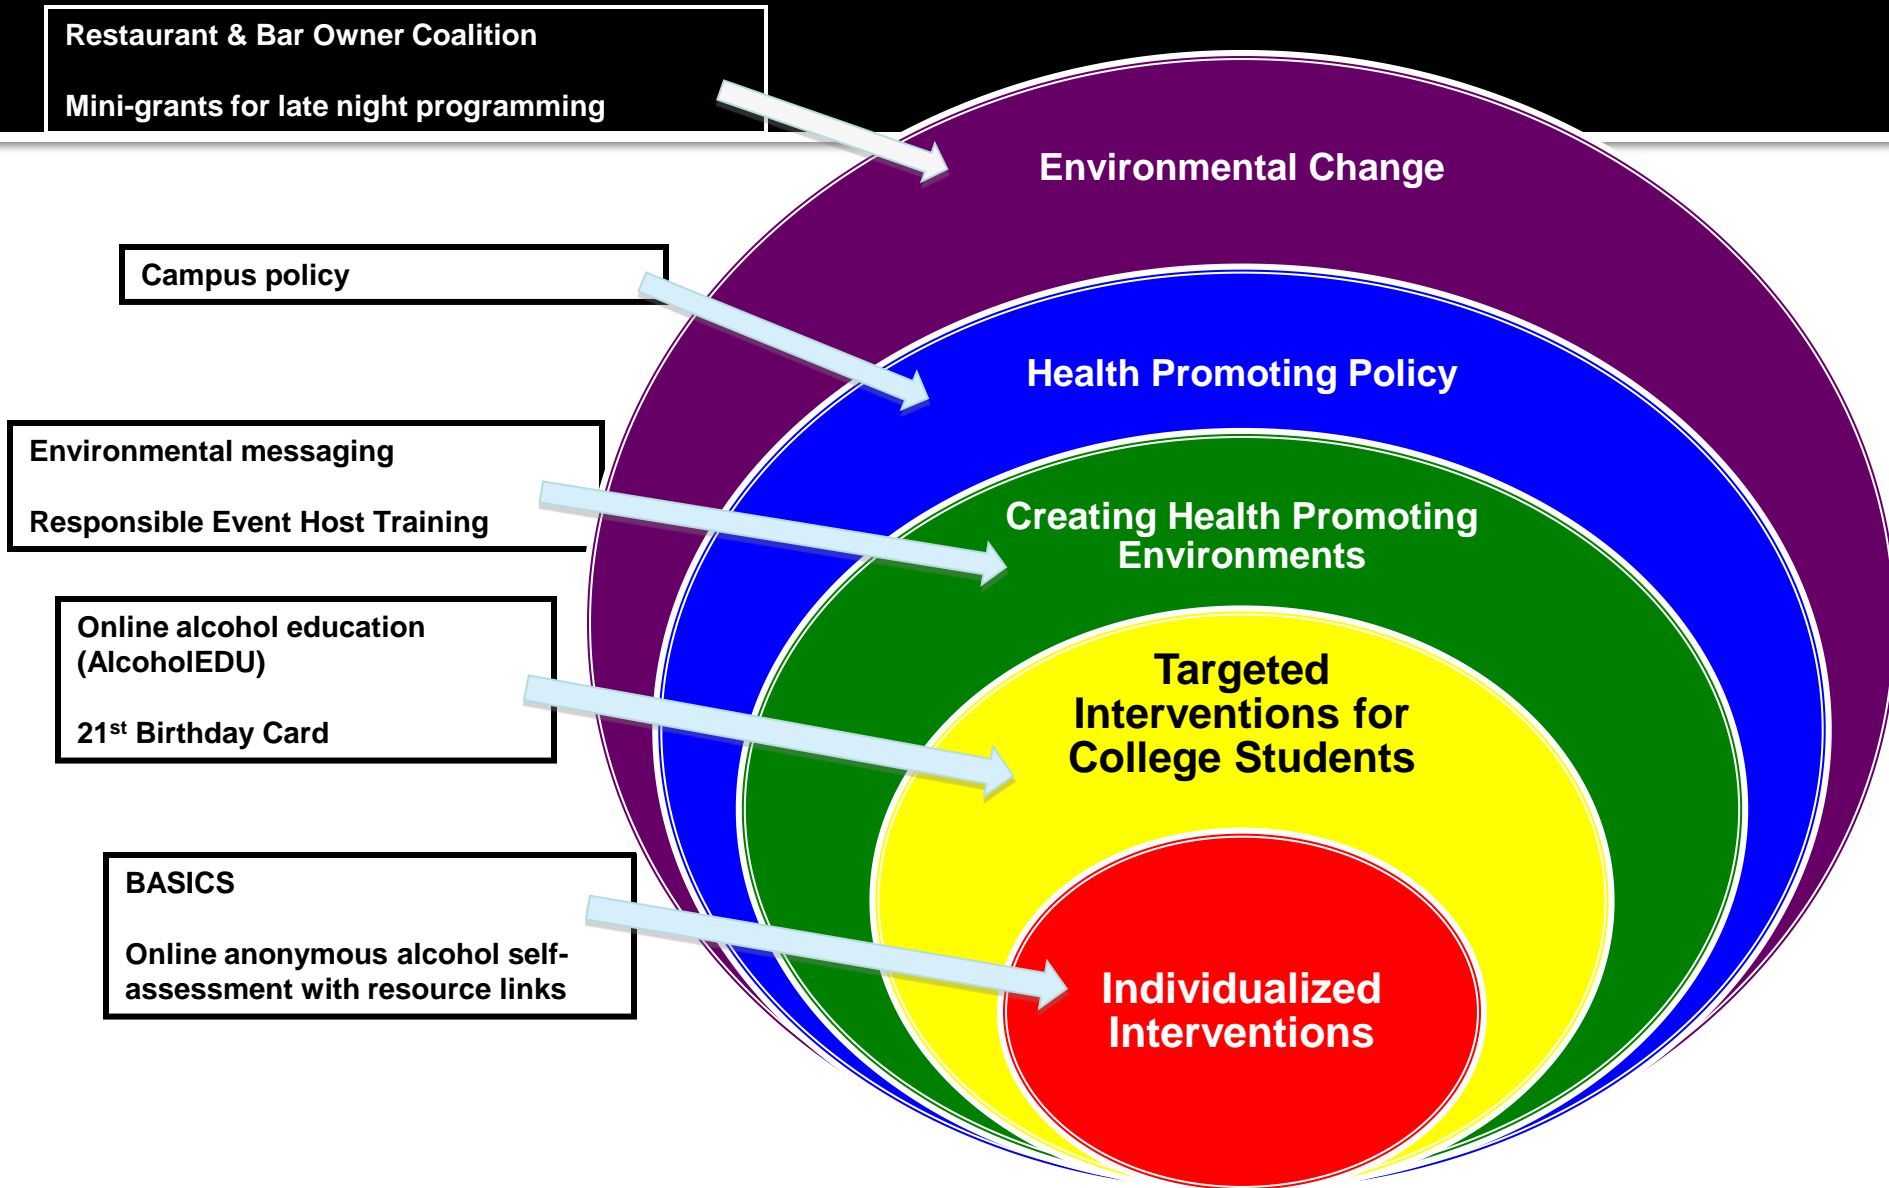 Restaurant & Bar Owner Coalition
Mini-grants for late night programming
Environmental Change
Campus policy
Health Promoting Policy
Environmental messaging
Responsible Event Host Training
Creating Health Promoting
Environments
Online alcohol education
(AlcoholEDU)
21st Birthday Card
Targeted
Interventions for
College Students
BASICS
Online anonymous alcohol self-
assessment with resource links
Individualized
Interventions